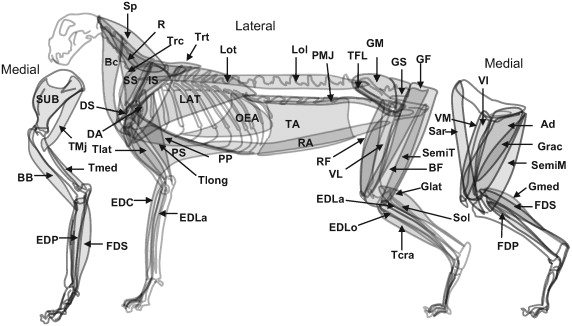 Sp
Lateral
R
Trc
Trt
Lot
Lol
PMJ
TFL
GM
GS
GF
Medial
Medial
Bc
SS
IS
VI
SUB
DS
LAT
OEA
VM
Ad
Sar
DA
TA
TMj
Tlat
PS
PP
RA
RF
SemiT
Grac
Tmed
VL
BF
SemiM
BB
Tlong
Glat
Gmed
EDC
EDLa
EDLa
Sol
FDS
EDP
FDS
EDLo
FDP
Tcra